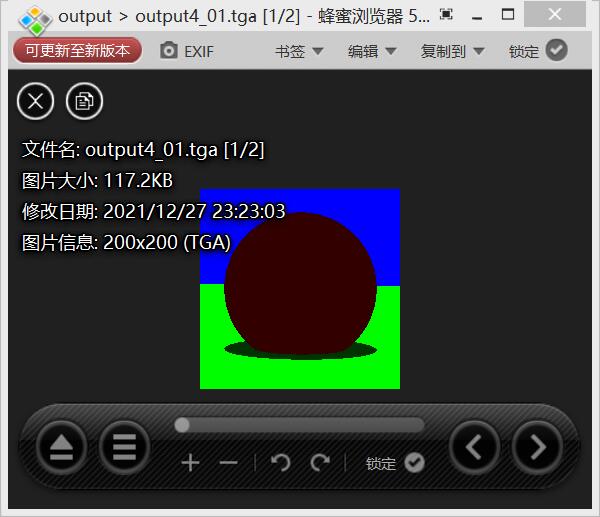 output > output4_01.tga [1/2] - 蜂蜜浏览器 5...
可更新至新版本
EXIF
书签
编辑
复制到
锁定
文件名: output4_01.tga [1/2]
图片大小: 117.2KB
修改日期: 2021/12/27 23:23:03
图片信息: 200x200 (TGA)
锁定